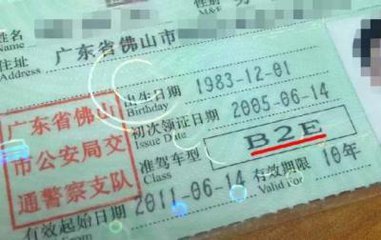 姓名
Name
住址 广东省佛山市
Address
出生日期 1983-12-01
Birthday
初次领证日期 2005-06-14
Issue Date
准驾车型 B2E
Class
有效起始日期 2011-06-14 有效期限 10年
Valid For
广东省佛山
市公安局交
通警察支队